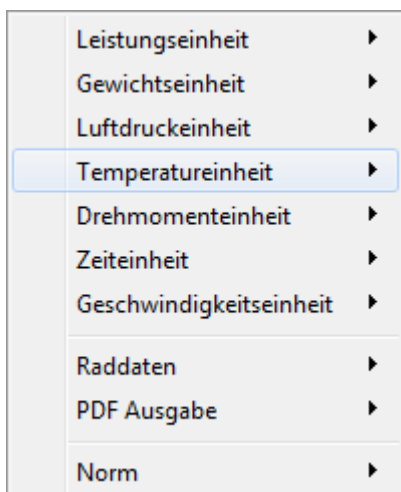 Leistungseinheit
Gewichtseinheit
Luftdruckeinheit
Temperatureinheit
Drehmomenteinheit
Zeiteinheit
Geschwindigkeitseinheit
Raddaten
PDF Ausgabe
Norm